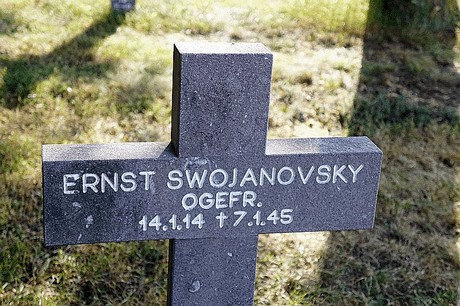 ERNST SWOJANOVSKY
OGEFR.
14.1.14 † 7.1.45